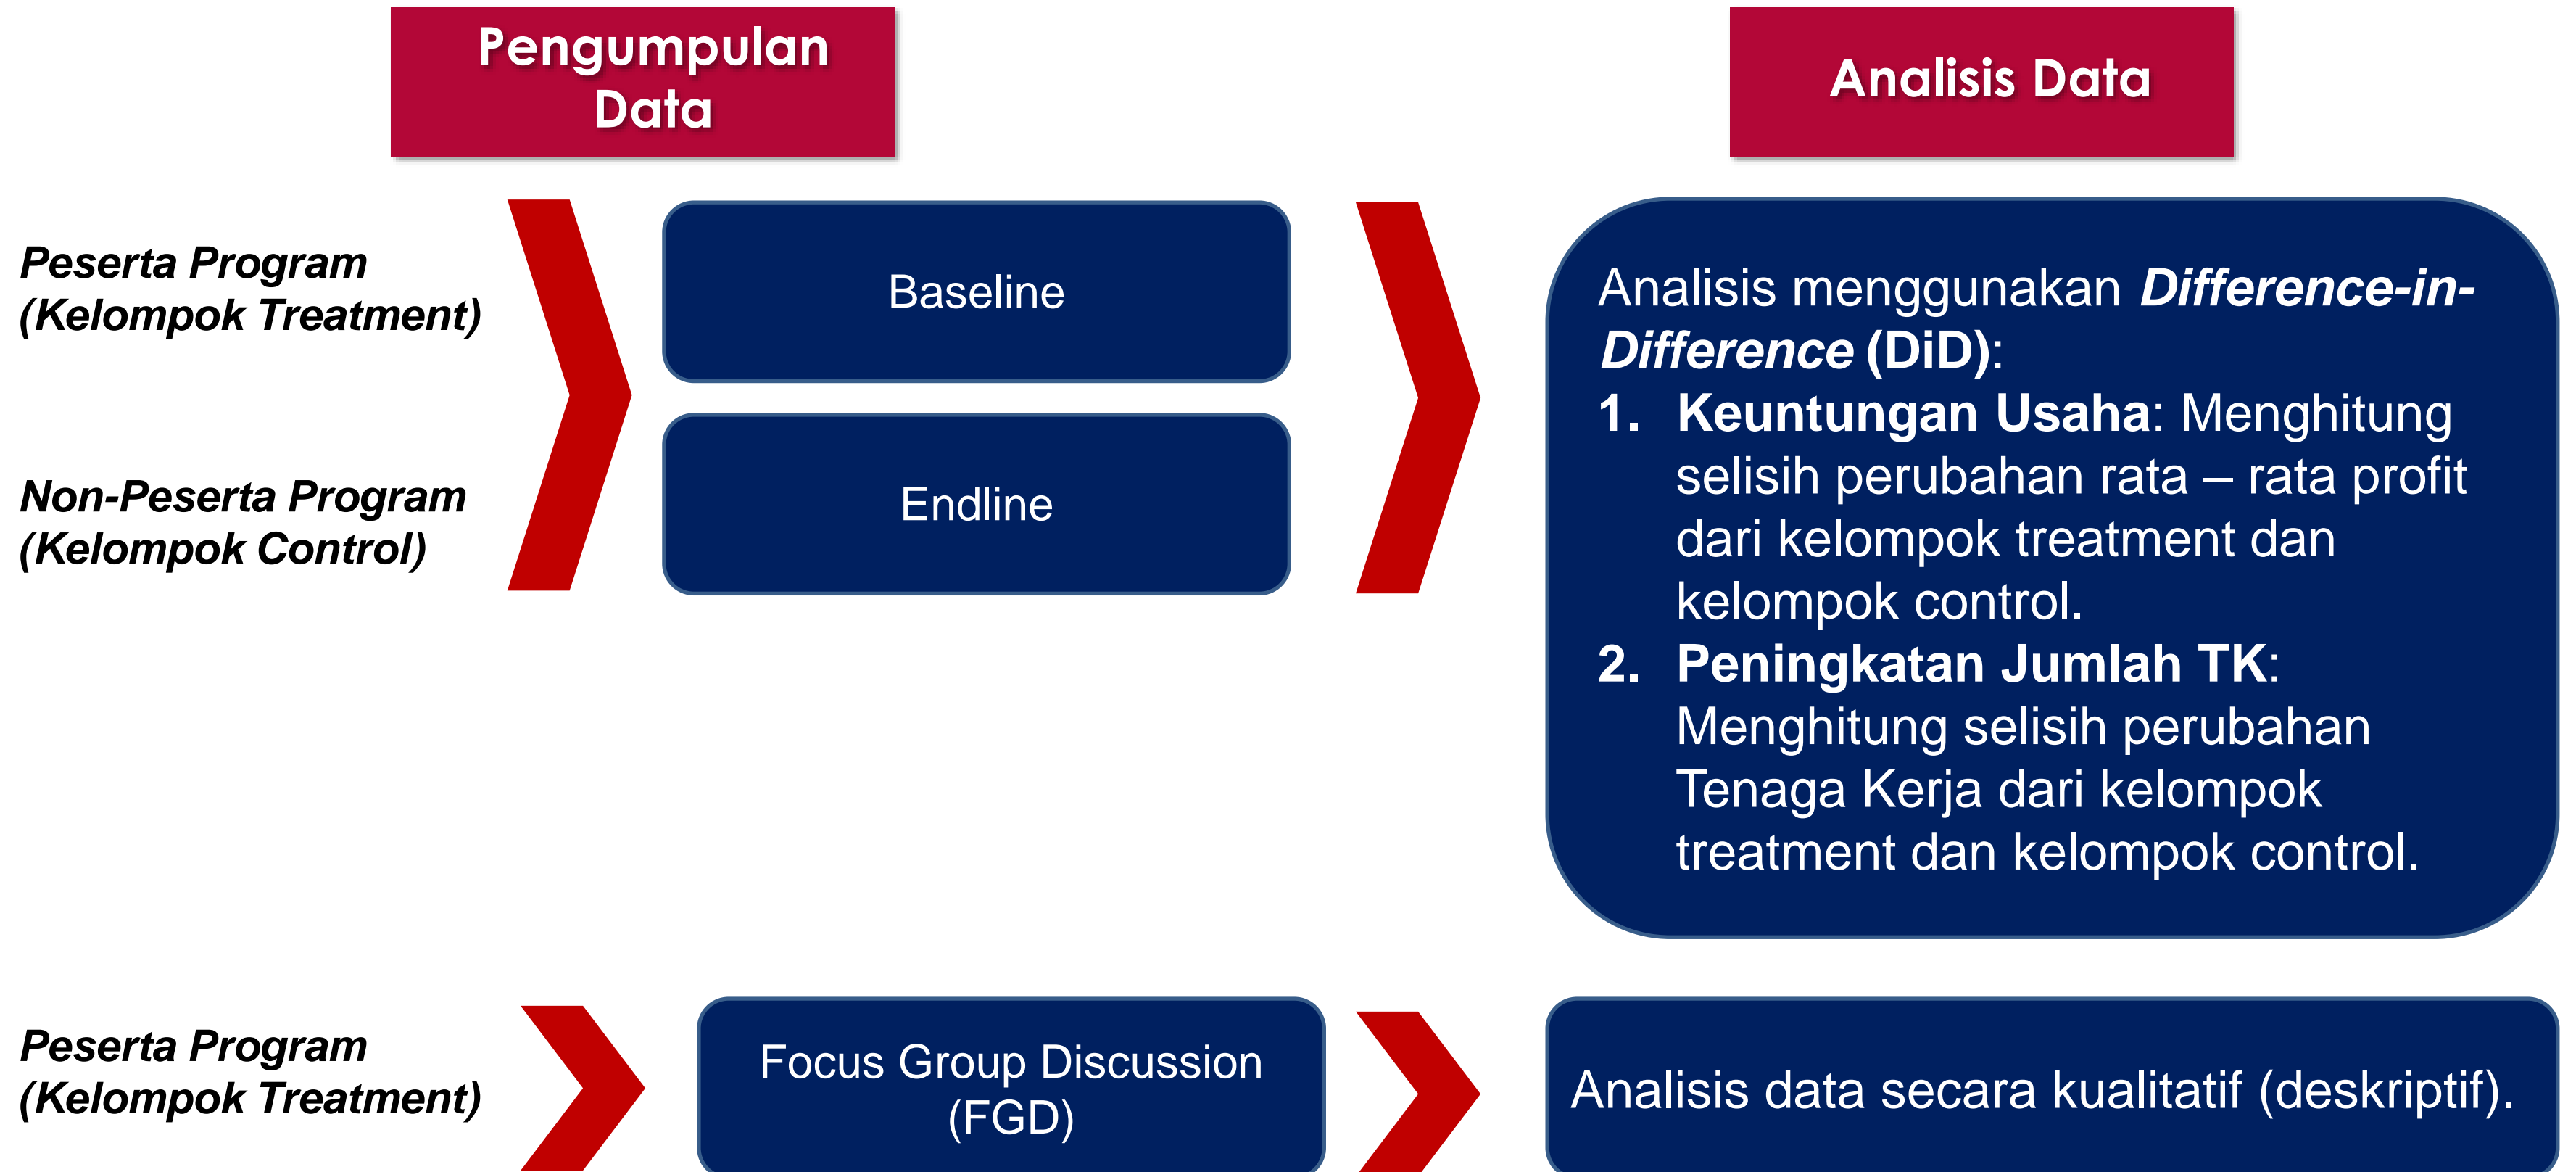 Pengumpulan
Data
Analisis Data
Peserta Program
(Kelompok Treatment)
Non-Peserta Program
(Kelompok Control)
Baseline
Endline
Analisis menggunakan Difference-in-
Difference (DiD):
1. Keuntungan Usaha: Menghitung
selisih perubahan rata – rata profit
dari kelompok treatment dan
kelompok control.
2. Peningkatan Jumlah TK:
Menghitung selisih perubahan
Tenaga Kerja dari kelompok
treatment dan kelompok control.
Peserta Program
(Kelompok Treatment)
Focus Group Discussion
(FGD)
Analisis data secara kualitatif (deskriptif).